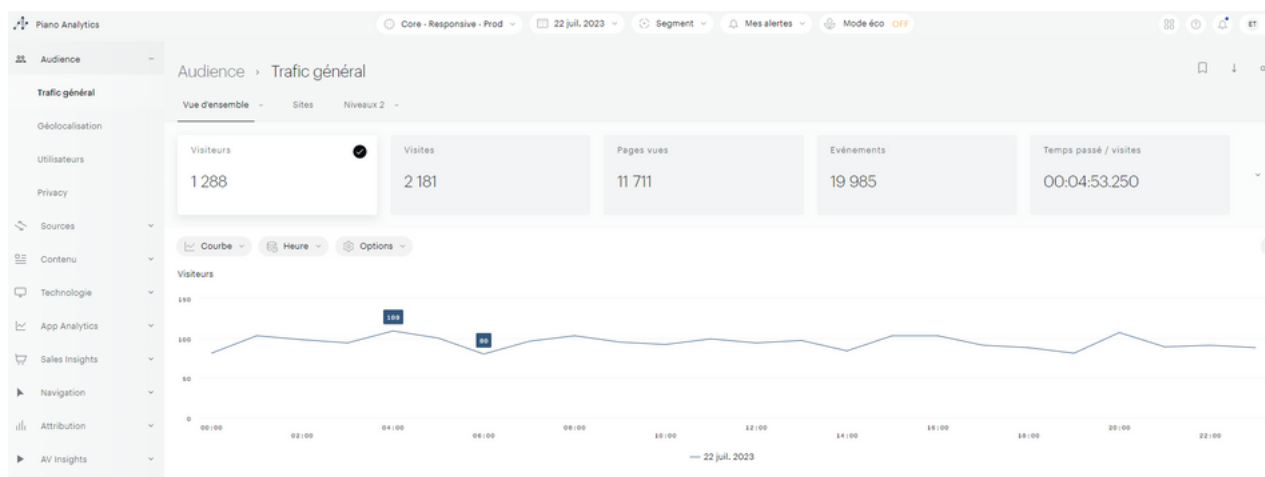 Piano Analytics
Core - Responsive - Prod
22 juil. 2023
Segment
Mes alertes
Mode éco OFF
ET
Audience
Trafic général
Géolocalisation
Utilisateurs
Privacy
Sources
Contenu
Technologie
App Analytics
Sales Insights
Navigation
Attribution
AV Insights
Audience › Trafic général
Vue d'ensemble
Sites
Niveaux 2
Visiteurs
1 288
Visites
2 181
Pages vues
11 711
Evénements
19 985
Temps passé / visites
00:04:53.250
Courbe
Heure
Options
Visiteurs
150
100
50
0
80
00:00
02:00
04:00
06:00
08:00
10:00
12:00
14:00
16:00
18:00
20:00
22:00
22 juil. 2023